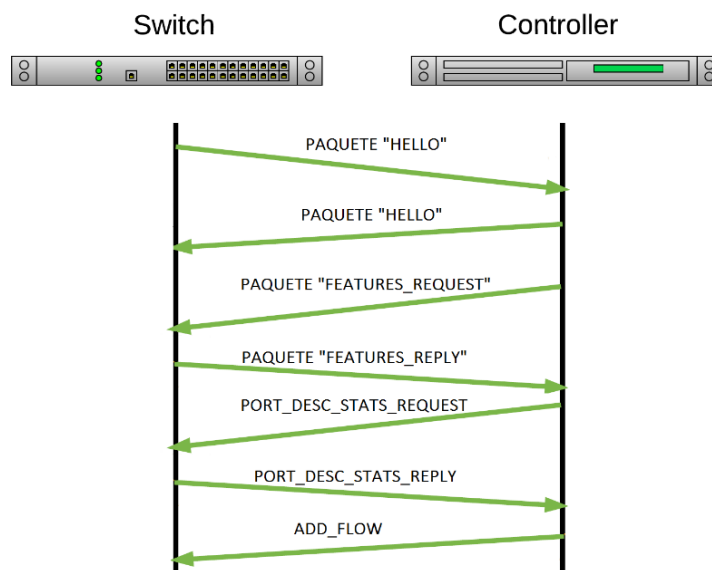 Switch
Controller
PAQUETE "HELLO"
PAQUETE "HELLO"
PAQUETE "FEATURES_REQUEST"
PAQUETE "FEATURES_REPLY"
PORT_DESC_STATS_REQUEST
PORT_DESC_STATS_REPLY
ADD_FLOW